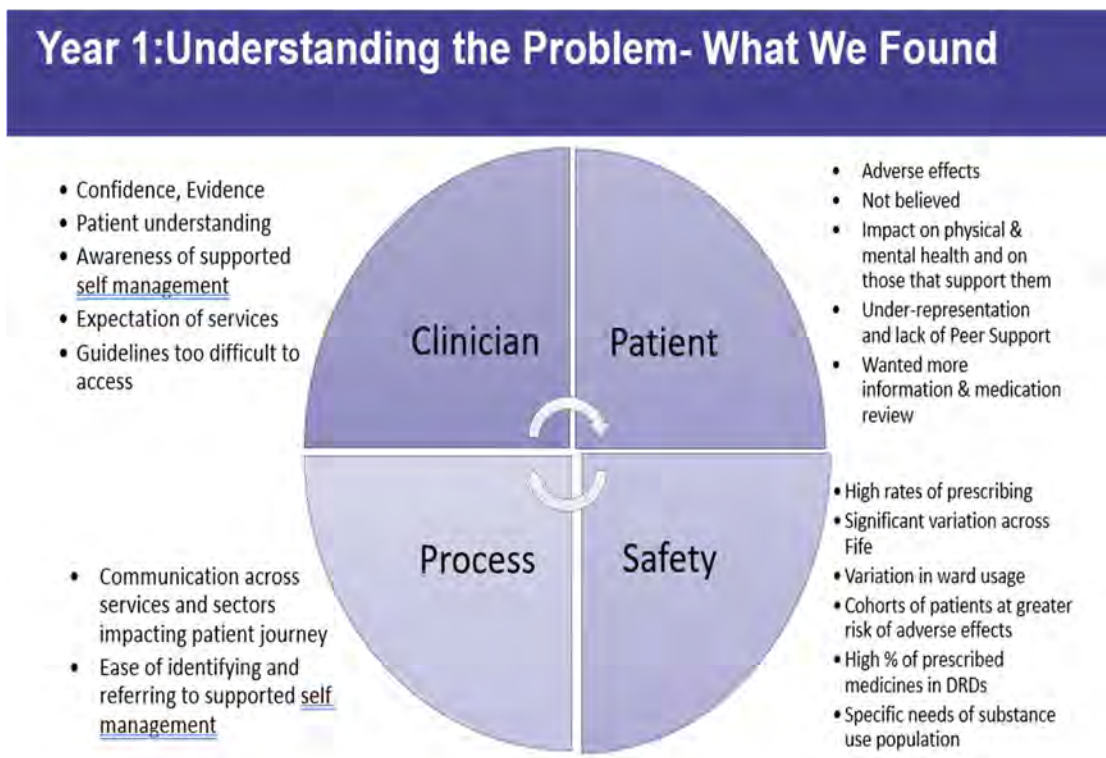 Year 1:Understanding the Problem- What We Found
• Confidence, Evidence
• Patient understanding
• Awareness of supported
self management
• Expectation of services
• Guidelines too difficult to
access
Clinician
Patient
• Adverse effects
• Not believed
• Impact on physical &
mental health and on
those that support them
• Under-representation
and lack of Peer Support
• Wanted more
information & medication
review
• Communication across
services and sectors
impacting patient journey
• Ease of identifying and
referring to supported self
management
Process
Safety
• High rates of prescribing
• Significant variation across
Fife
• Variation in ward usage
• Cohorts of patients at greater
risk of adverse effects
• High % of prescribed
medicines in DRDs
• Specific needs of substance
use population